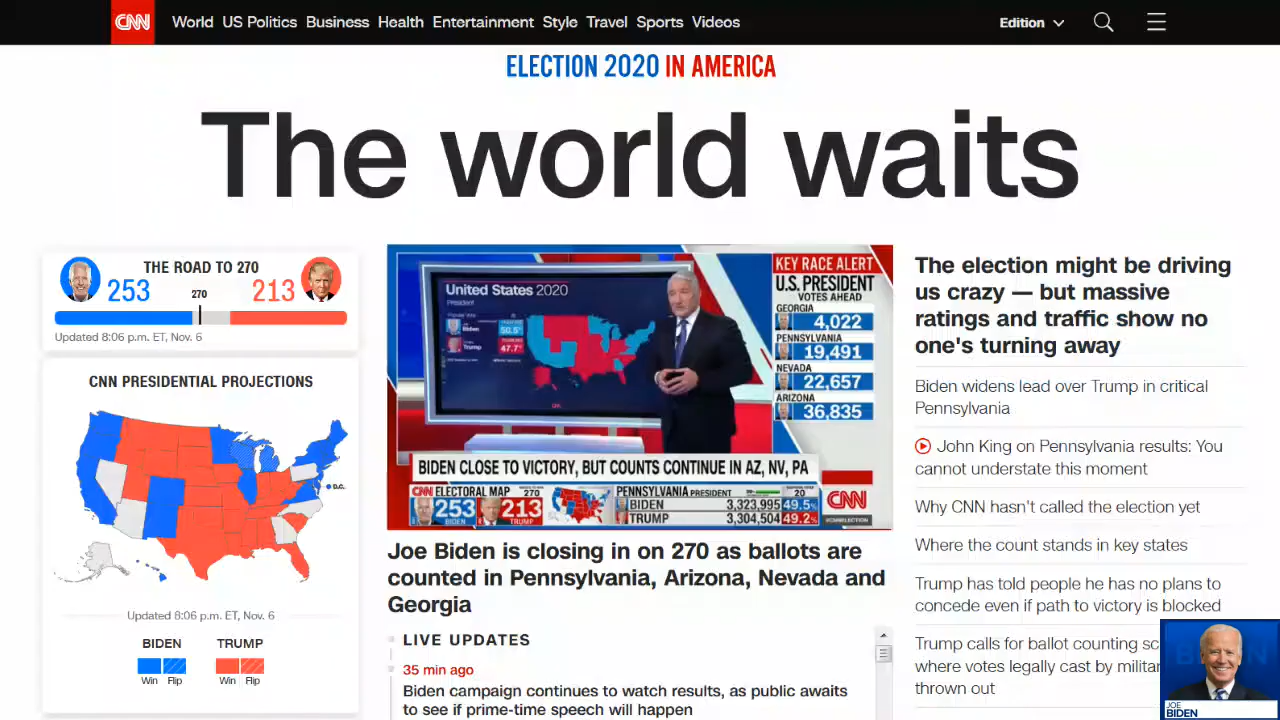 CNN World US Politics Business Health Entertainment Style Travel Sports Videos Edition
ELECTION 2020 IN AMERICA
The world waits
THE ROAD TO 270
253
270
213
Updated 8:06 p.m. ET, Nov. 6
CNN PRESIDENTIAL PROJECTIONS
D.C.
Updated 8:06 p.m. ET, Nov. 6
BIDEN TRUMP
Win Flip Win Flip
United States 2020
President
Biden 50.5%
Trump 47.7%
KEY RACE ALERT
U.S. PRESIDENT
VOTES AHEAD
GEORGIA
4,022
PENNSYLVANIA
19,491
NEVADA
22,657
ARIZONA
36,835
BIDEN CLOSE TO VICTORY, BUT COUNTS CONTINUE IN AZ, NV, PA
CNN ELECTORAL MAP 270
253 BIDEN
213 TRUMP
PENNSYLVANIA PRESIDENT 20
BIDEN 3,323,995 49.5%
TRUMP 3,304,504 49.2%
CNN
Joe Biden is closing in on 270 as ballots are
counted in Pennsylvania, Arizona, Nevada and
Georgia
LIVE UPDATES
35 min ago
Biden campaign continues to watch results, as public awaits
to see if prime-time speech will happen
The election might be driving
us crazy — but massive
ratings and traffic show no
one's turning away
Biden widens lead over Trump in critical
Pennsylvania
John King on Pennsylvania results: You
cannot understate this moment
Why CNN hasn't called the election yet
Where the count stands in key states
Trump has told people he has no plans to
concede even if path to victory is blocked
Trump calls for ballot counting sc
where votes legally cast by militar
thrown out
JOE
BIDEN